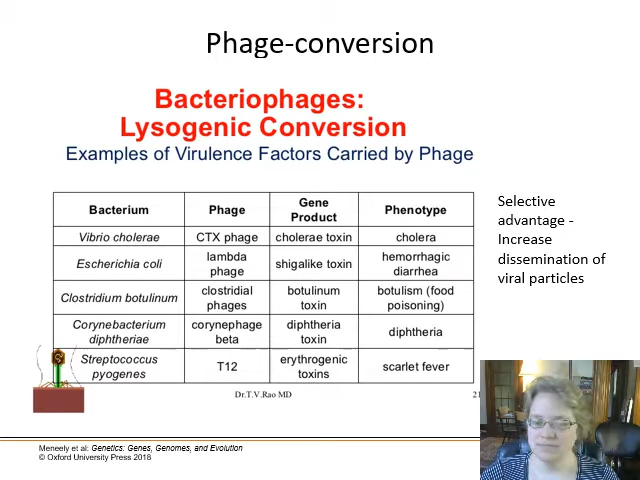 Phage-conversion
Bacteriophages:
Lysogenic Conversion
Examples of Virulence Factors Carried by Phage
Bacterium Phage Gene Product Phenotype
Vibrio cholerae CTX phage cholerae toxin cholera
Escherichia coli lambda phage shigalike toxin hemorrhagic diarrhea
Clostridium botulinum clostridial phages botulinum toxin botulism (food poisoning)
Corynebacterium diphtheriae corynephage beta diphtheria toxin diphtheria
Streptococcus pyogenes T12 erythrogenic toxins scarlet fever
Selective
advantage -
Increase
dissemination of
viral particles
Dr.T.V.Rao MD 21
Meneely et al: Genetics: Genes, Genomes, and Evolution
© Oxford University Press 2018